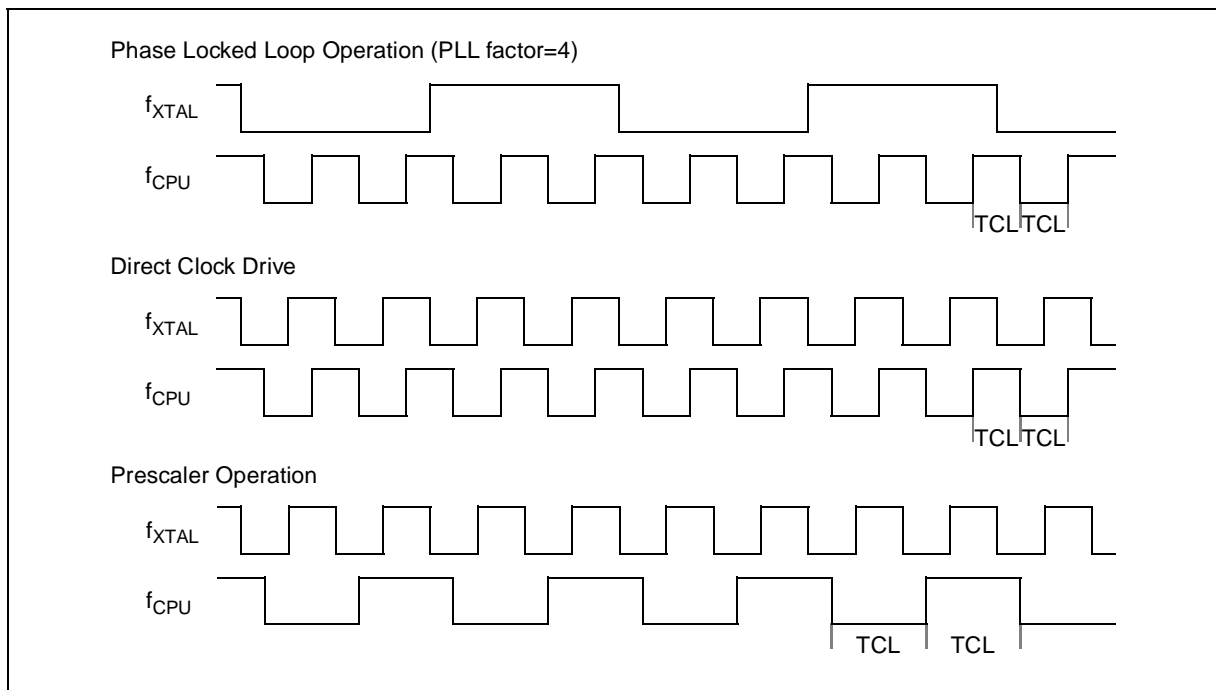 Phase Locked Loop Operation (PLL factor=4)
fXTAL
fCPU
TCL TCL
Direct Clock Drive
fXTAL
fCPU
TCL TCL
Prescaler Operation
fXTAL
fCPU
TCL TCL